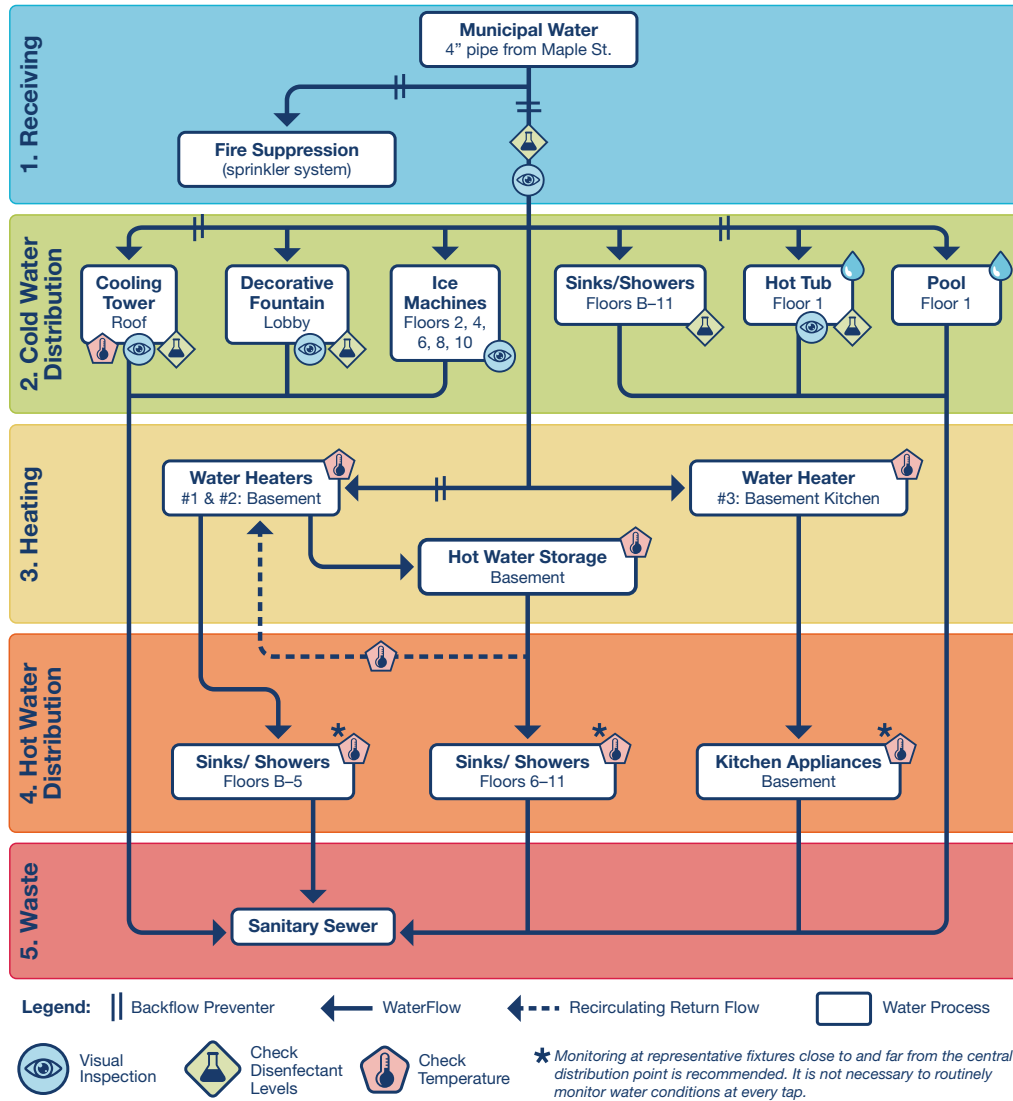 1. Receiving
Municipal Water
4” pipe from Maple St.
Fire Suppression
(sprinkler system)
2. Cold Water
Distribution
Cooling
Tower
Roof
Decorative
Fountain
Lobby
Ice
Machines
Floors 2, 4,
6, 8, 10
Sinks/Showers
Floors B–11
Hot Tub
Floor 1
Pool
Floor 1
3. Heating
Water Heaters
#1 & #2: Basement
Water Heater
#3: Basement Kitchen
Hot Water Storage
Basement
4. Hot Water
Distribution
*
Sinks/ Showers
Floors B–5
*
Sinks/ Showers
Floors 6–11
*
Kitchen Appliances
Basement
5. Waste
Sanitary Sewer
Legend:
Backflow Preventer
WaterFlow
Recirculating Return Flow
Water Process
Visual
Inspection
Check
Disenfectant
Levels
Check
Temperature
* Monitoring at representative fixtures close to and far from the central
distribution point is recommended. It is not necessary to routinely
monitor water conditions at every tap.